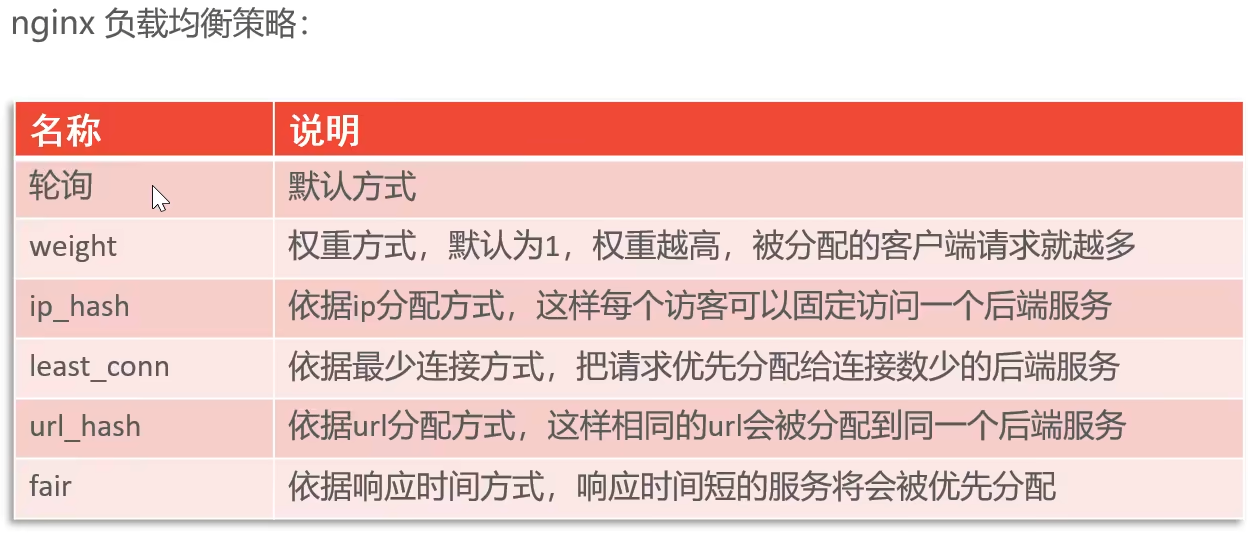 nginx 负载均衡策略：
名称 说明
轮询 默认方式
weight 权重方式，默认为1，权重越高，被分配的客户端请求就越多
ip_hash 依据ip分配方式，这样每个访客可以固定访问一个后端服务
least_conn 依据最少连接方式，把请求优先分配给连接数少的后端服务
url_hash 依据url分配方式，这样相同的url会被分配到同一个后端服务
fair 依据响应时间方式，响应时间短的服务将会被优先分配